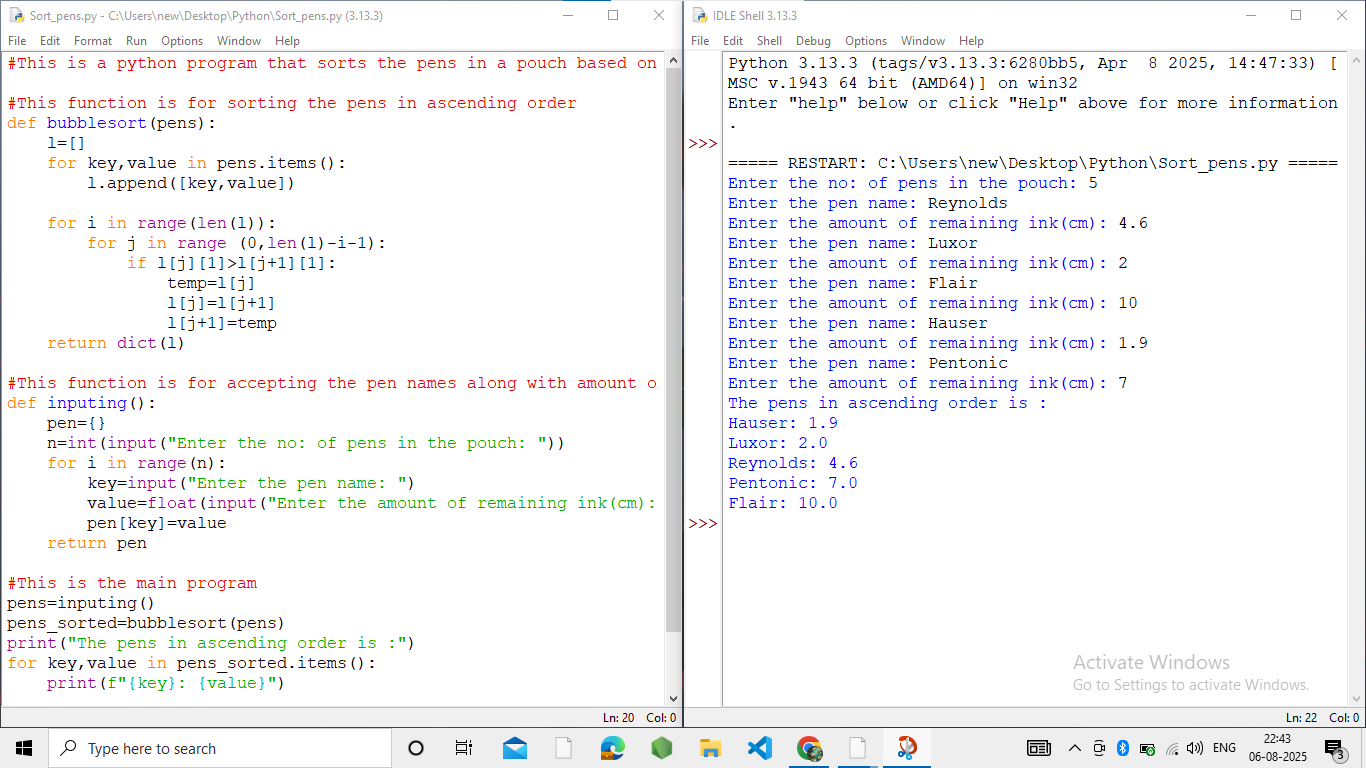 Sort_pens.py - C:\Users\new\Desktop\Python\Sort_pens.py (3.13.3)
File Edit Format Run Options Window Help
#This is a python program that sorts the pens in a pouch based on
#This function is for sorting the pens in ascending order
def bubblesort(pens):
    l=[]
    for key,value in pens.items():
        l.append([key,value])
    for i in range(len(l)):
        for j in range (0,len(l)-i-1):
            if l[j][1]>l[j+1][1]:
                temp=l[j]
                l[j]=l[j+1]
                l[j+1]=temp
    return dict(l)
#This function is for accepting the pen names along with amount o
def inputing():
    pen={}
    n=int(input("Enter the no: of pens in the pouch: "))
    for i in range(n):
        key=input("Enter the pen name: ")
        value=float(input("Enter the amount of remaining ink(cm):
        pen[key]=value
    return pen
#This is the main program
pens=inputing()
pens_sorted=bubblesort(pens)
print("The pens in ascending order is :")
for key,value in pens_sorted.items():
    print(f"{key}: {value}")
Ln: 20 Col: 0
IDLE Shell 3.13.3
File Edit Shell Debug Options Window Help
Python 3.13.3 (tags/v3.13.3:6280bb5, Apr  8 2025, 14:47:33) [
MSC v.1943 64 bit (AMD64)] on win32
Enter "help" below or click "Help" above for more information
.
>>>
===== RESTART: C:\Users\new\Desktop\Python\Sort_pens.py =====
Enter the no: of pens in the pouch: 5
Enter the pen name: Reynolds
Enter the amount of remaining ink(cm): 4.6
Enter the pen name: Luxor
Enter the amount of remaining ink(cm): 2
Enter the pen name: Flair
Enter the amount of remaining ink(cm): 10
Enter the pen name: Hauser
Enter the amount of remaining ink(cm): 1.9
Enter the pen name: Pentonic
Enter the amount of remaining ink(cm): 7
The pens in ascending order is :
Hauser: 1.9
Luxor: 2.0
Reynolds: 4.6
Pentonic: 7.0
Flair: 10.0
>>>
Activate Windows
Go to Settings to activate Windows.
Ln: 22 Col: 0
Type here to search
ENG
22:43
06-08-2025
3